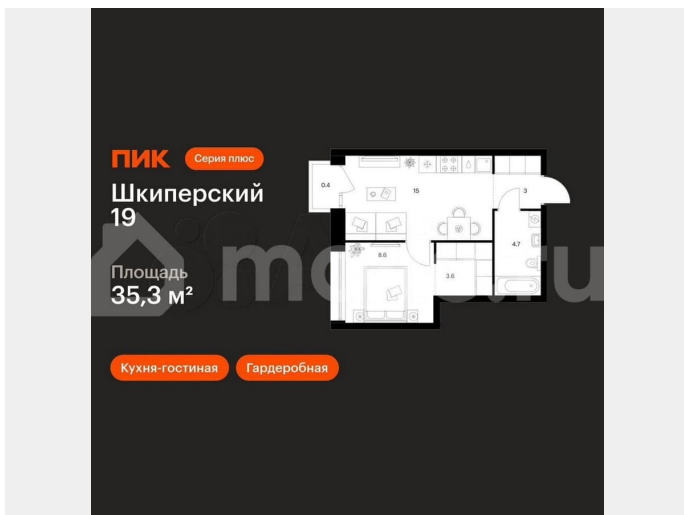 ПИК
Серия плюс
Шкиперский
19
Площадь
35,3 м²
Кухня-гостиная
Гардеробная
0.4
15
3
4.7
8.6
3.6